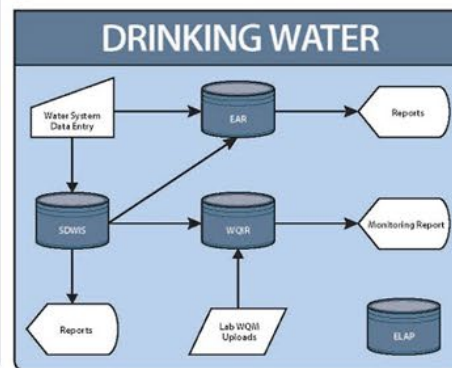 DRINKING WATER
Water System
Data Entry
EAR
Reports
SDWIS
WQIR
Monitoring Report
Reports
Lab WQM
Uploads
ELAP